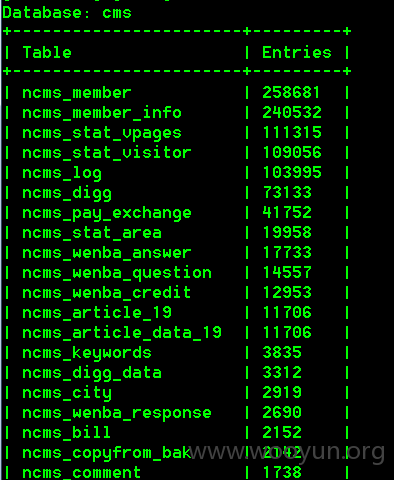 Database: cms
+-----------------------+---------+
| Table | Entries |
+-----------------------+---------+
| ncms_member | 258681 |
| ncms_member_info | 240532 |
| ncms_stat_vpages | 111315 |
| ncms_stat_visitor | 109056 |
| ncms_log | 103995 |
| ncms_digg | 73133 |
| ncms_pay_exchange | 41752 |
| ncms_stat_area | 19958 |
| ncms_wenba_answer | 17733 |
| ncms_wenba_question | 14557 |
| ncms_wenba_credit | 12953 |
| ncms_article_19 | 11706 |
| ncms_article_data_19 | 11706 |
| ncms_keywords | 3835 |
| ncms_digg_data | 3312 |
| ncms_city | 2919 |
| ncms_wenba_response | 2690 |
| ncms_bill | 2152 |
| ncms_copyfrom_bak | 2142 |
www.wooyun.org
| ncms_comment | 1738 |